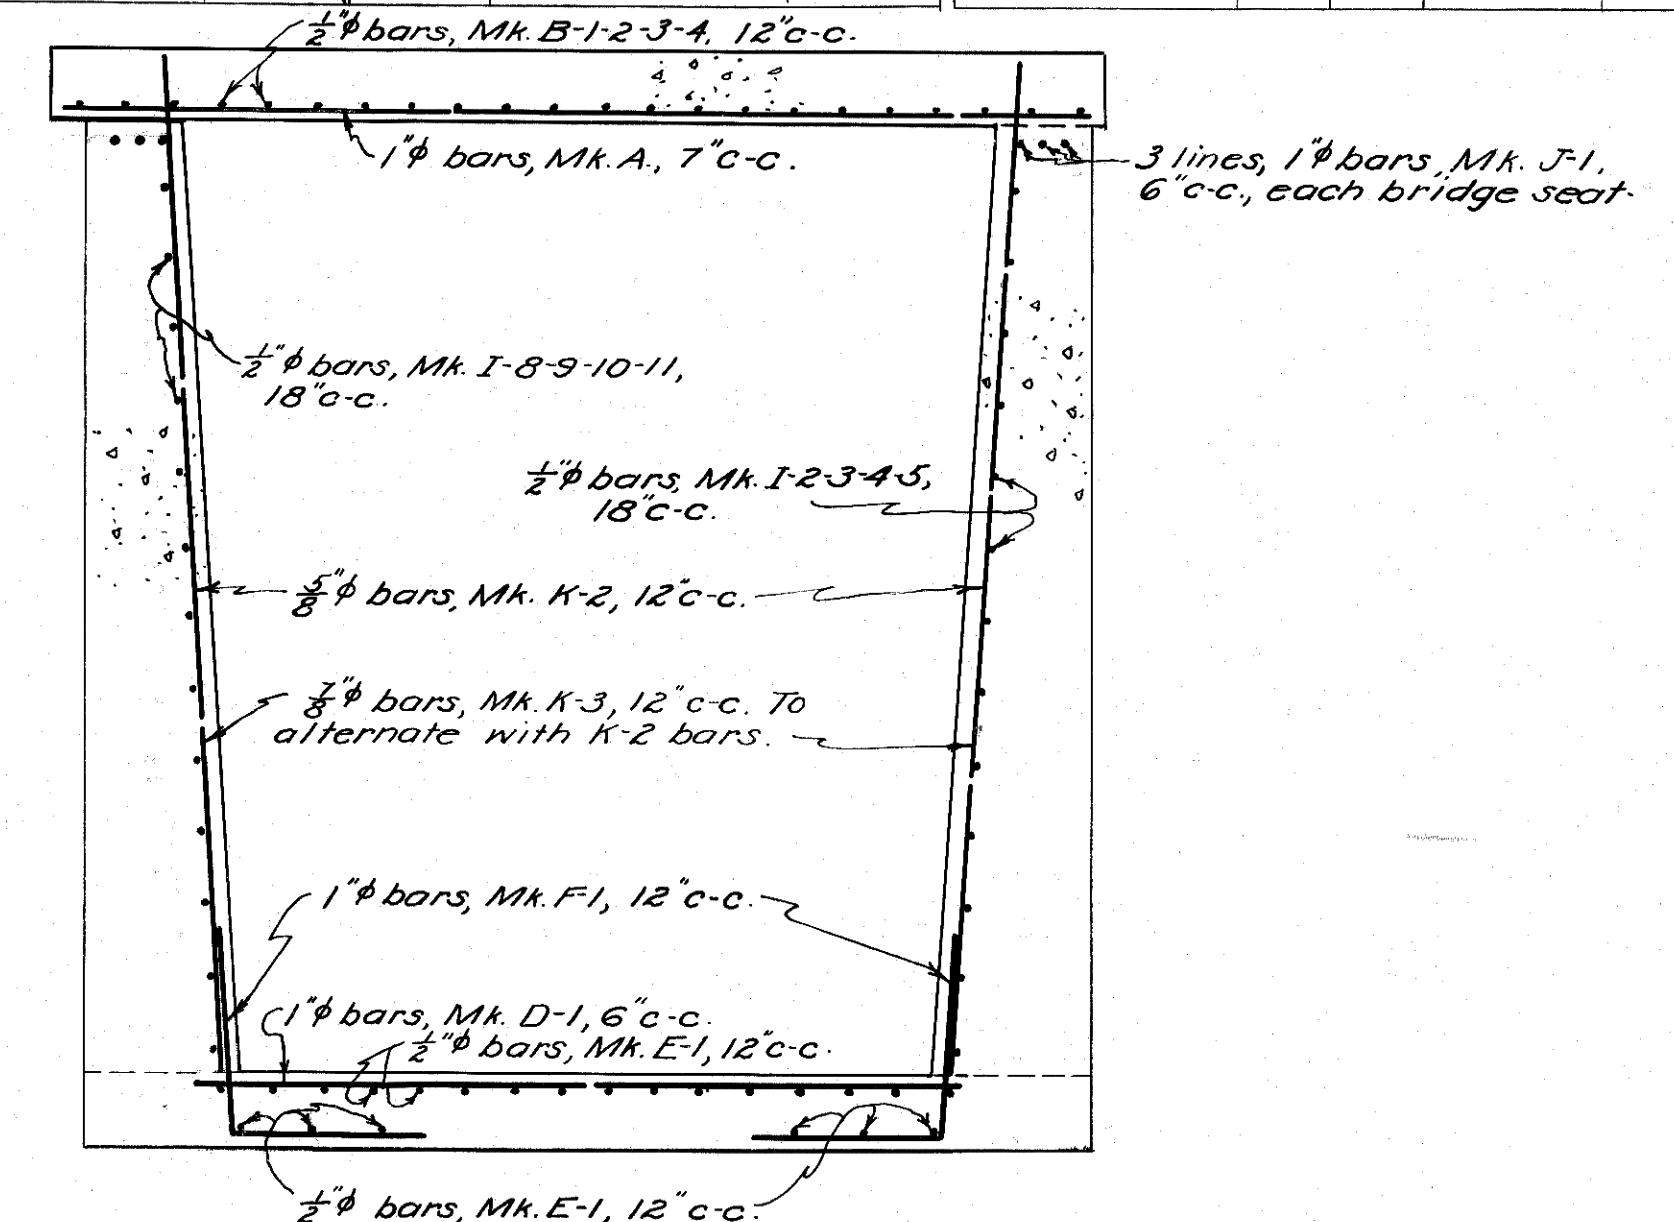 1/2"φ bars, Mk. B-1-2-3-4, 12"c-c.
1"φ bars, Mk. A., 7"c-c.
3 lines, 1"φ bars, Mk. J-1,
6"c-c., each bridge seat.
1/2"φ bars, Mk. I-8-9-10-11,
18"c-c.
1/2"φ bars, Mk. I-2-3-4-5,
18"c-c.
5/8"φ bars, Mk. K-2, 12"c-c.
7/8"φ bars, Mk. K-3, 12"c-c. To
alternate with K-2 bars.
1"φ bars, Mk. F-1, 12"c-c.
1"φ bars, Mk. D-1, 6"c-c.
1/2"φ bars, Mk. E-1, 12"c-c.
1/2"φ bars, Mk. E-1, 12"c-c.